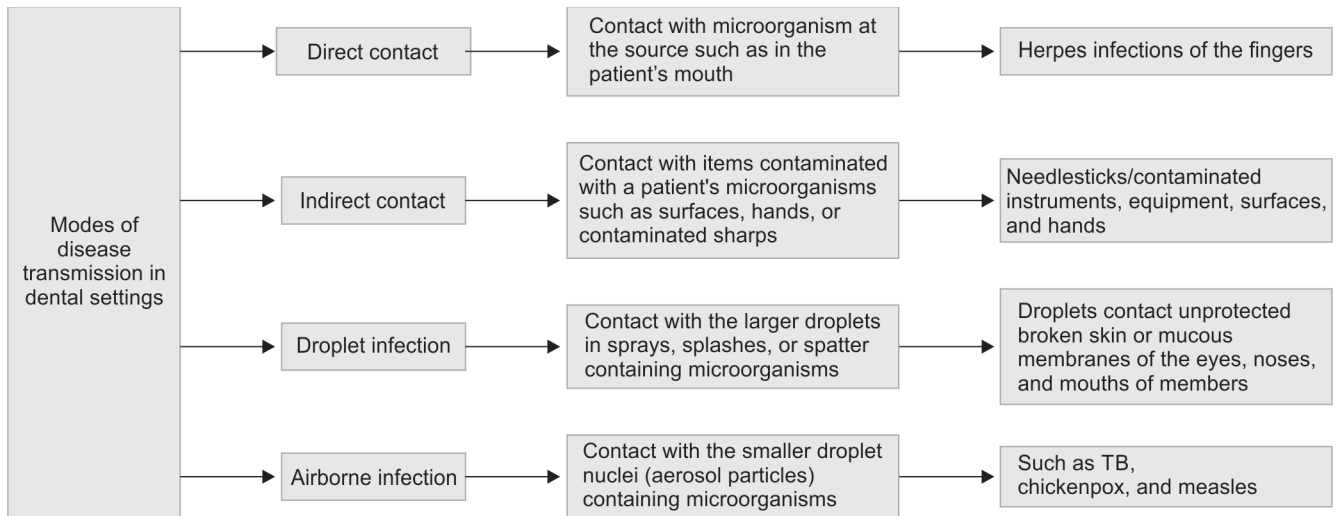 Modes of
disease
transmission in
dental settings
Direct contact
Contact with microorganism at
the source such as in the
patient’s mouth
Herpes infections of the fingers
Indirect contact
Contact with items contaminated
with a patient's microorganisms
such as surfaces, hands, or
contaminated sharps
Needlesticks/contaminated
instruments, equipment, surfaces,
and hands
Droplet infection
Contact with the larger droplets
in sprays, splashes, or spatter
containing microorganisms
Droplets contact unprotected
broken skin or mucous
membranes of the eyes, noses,
and mouths of members
Airborne infection
Contact with the smaller droplet
nuclei (aerosol particles)
containing microorganisms
Such as TB,
chickenpox, and measles